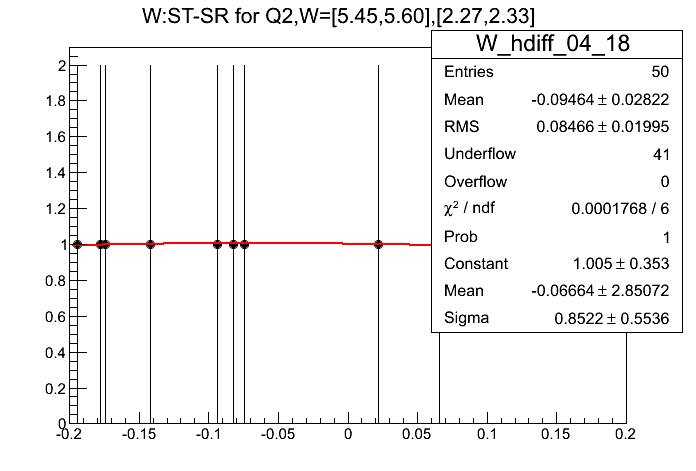 W:ST-SR for Q2,W=[5.45,5.60],[2.27,2.33]
W_hdiff_04_18
Entries 50
Mean -0.09464 ± 0.02822
RMS 0.08466 ± 0.01995
Underflow 41
Overflow 0
χ² / ndf 0.0001768 / 6
Prob 1
Constant 1.005 ± 0.353
Mean -0.06664 ± 2.85072
Sigma 0.8522 ± 0.5536
2
1.8
1.6
1.4
1.2
1
0.8
0.6
0.4
0.2
0
-0.2 -0.15 -0.1 -0.05 0 0.05 0.1 0.15 0.2